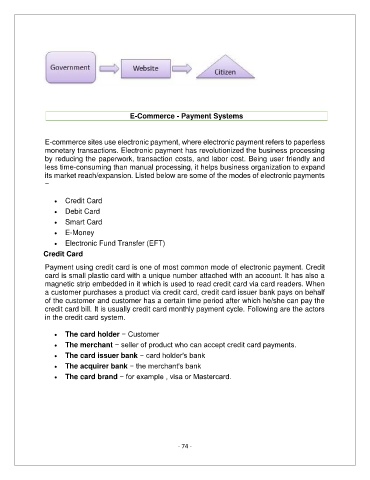 Government
Website
Citizen
E-Commerce - Payment Systems
E-commerce sites use electronic payment, where electronic payment refers to paperless
monetary transactions. Electronic payment has revolutionized the business processing
by reducing the paperwork, transaction costs, and labor cost. Being user friendly and
less time-consuming than manual processing, it helps business organization to expand
its market reach/expansion. Listed below are some of the modes of electronic payments
−
• Credit Card
• Debit Card
• Smart Card
• E-Money
• Electronic Fund Transfer (EFT)
Credit Card
Payment using credit card is one of most common mode of electronic payment. Credit
card is small plastic card with a unique number attached with an account. It has also a
magnetic strip embedded in it which is used to read credit card via card readers. When
a customer purchases a product via credit card, credit card issuer bank pays on behalf
of the customer and customer has a certain time period after which he/she can pay the
credit card bill. It is usually credit card monthly payment cycle. Following are the actors
in the credit card system.
• The card holder − Customer
• The merchant − seller of product who can accept credit card payments.
• The card issuer bank − card holder's bank
• The acquirer bank − the merchant's bank
• The card brand − for example , visa or Mastercard.
- 74 -